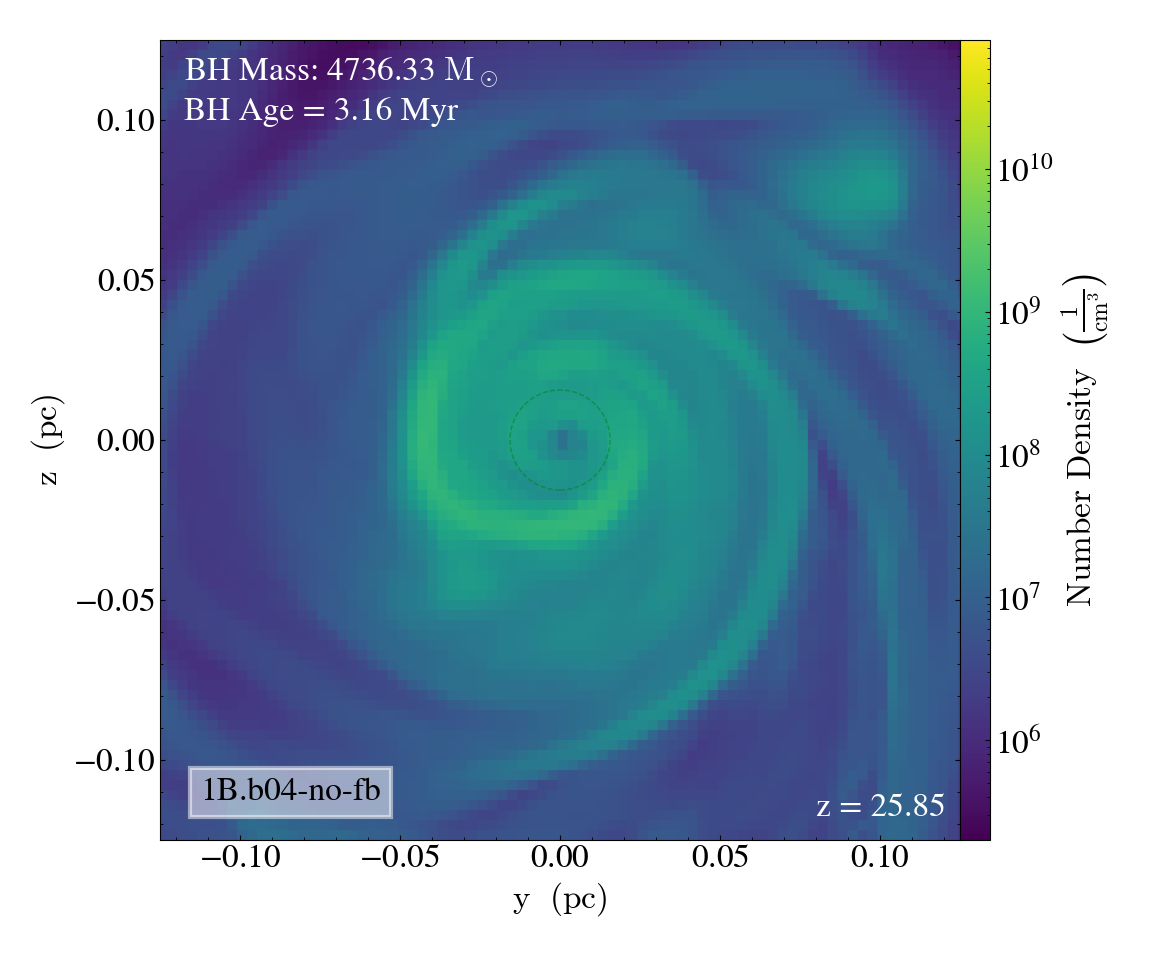 BH Mass: 4736.33 M⊙
BH Age = 3.16 Myr
0.10
0.05
0.00
−0.05
−0.10
z (pc)
1B.b04-no-fb
z = 25.85
−0.10 −0.05 0.00 0.05 0.10
y (pc)
10^10
10^9
10^8
10^7
10^6
Number Density (1/cm^3)